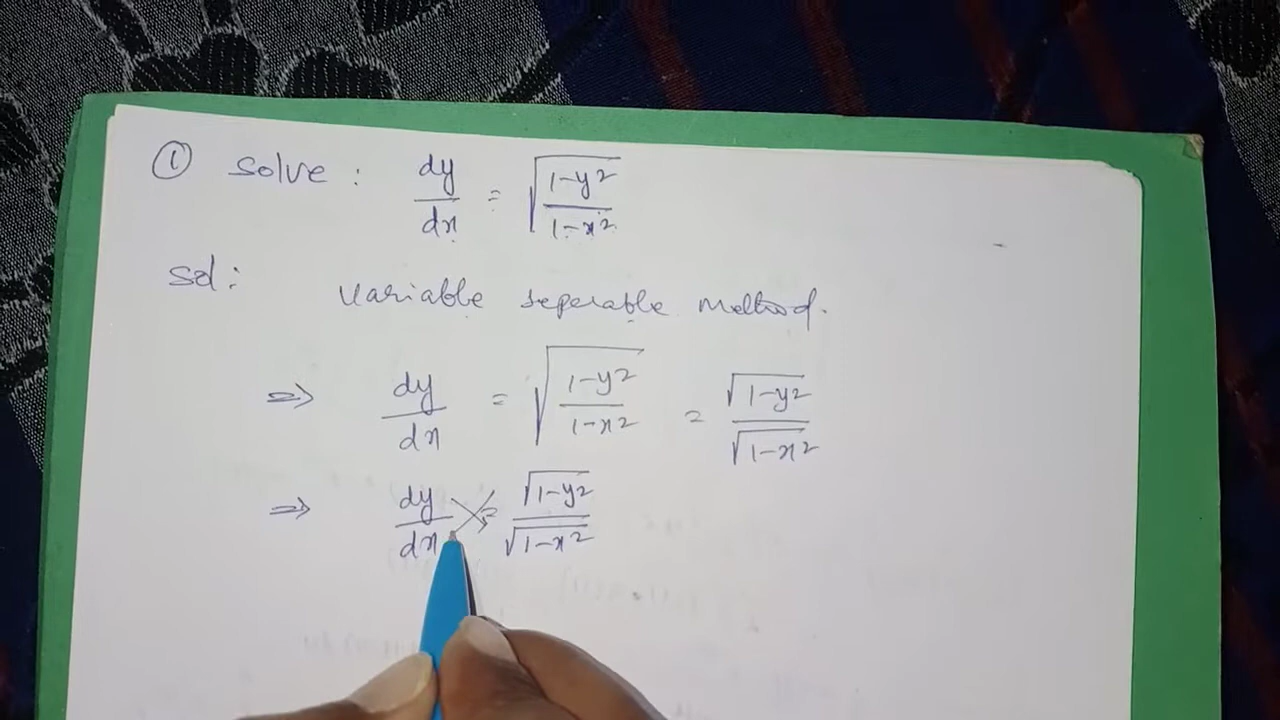 ① Solve : dy/dx = √((1-y²)/(1-x²))
Sol :
Variable Seperable Method.
⇒ dy/dx = √((1-y²)/(1-x²)) = √(1-y²)/√(1-x²)
⇒ dy/dx = √(1-y²)/√(1-x²)